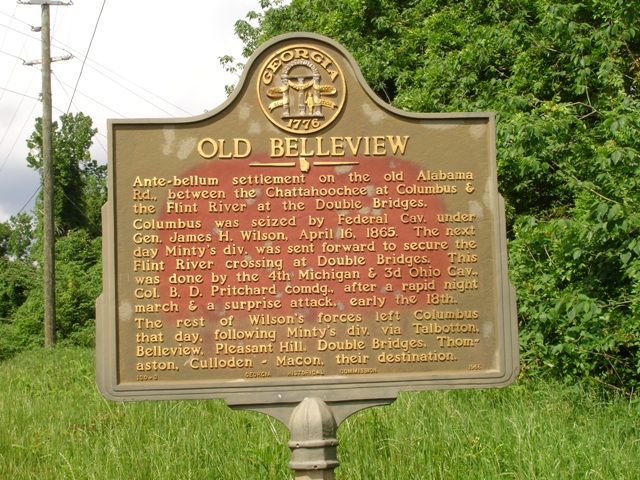 GEORGIA
1776
OLD BELLEVIEW
Ante-bellum settlement on the old Alabama
Rd., between the Chattahoochee at Columbus &
the Flint River at the Double Bridges.
Columbus was seized by Federal Cav. under
Gen. James H. Wilson, April 16, 1865. The next
day Minty's div. was sent forward to secure the
Flint River crossing at Double Bridges. This
was done by the 4th Michigan & 3d Ohio Cav.,
Col. B. D. Pritchard comdg., after a rapid night
march & a surprise attack, early the 18th.
The rest of Wilson's forces left Columbus
that day, following Minty's div. via Talbotton,
Belleview, Pleasant Hill, Double Bridges, Thom-
aston, Culloden - Macon, their destination.
GEORGIA HISTORICAL COMMISSION